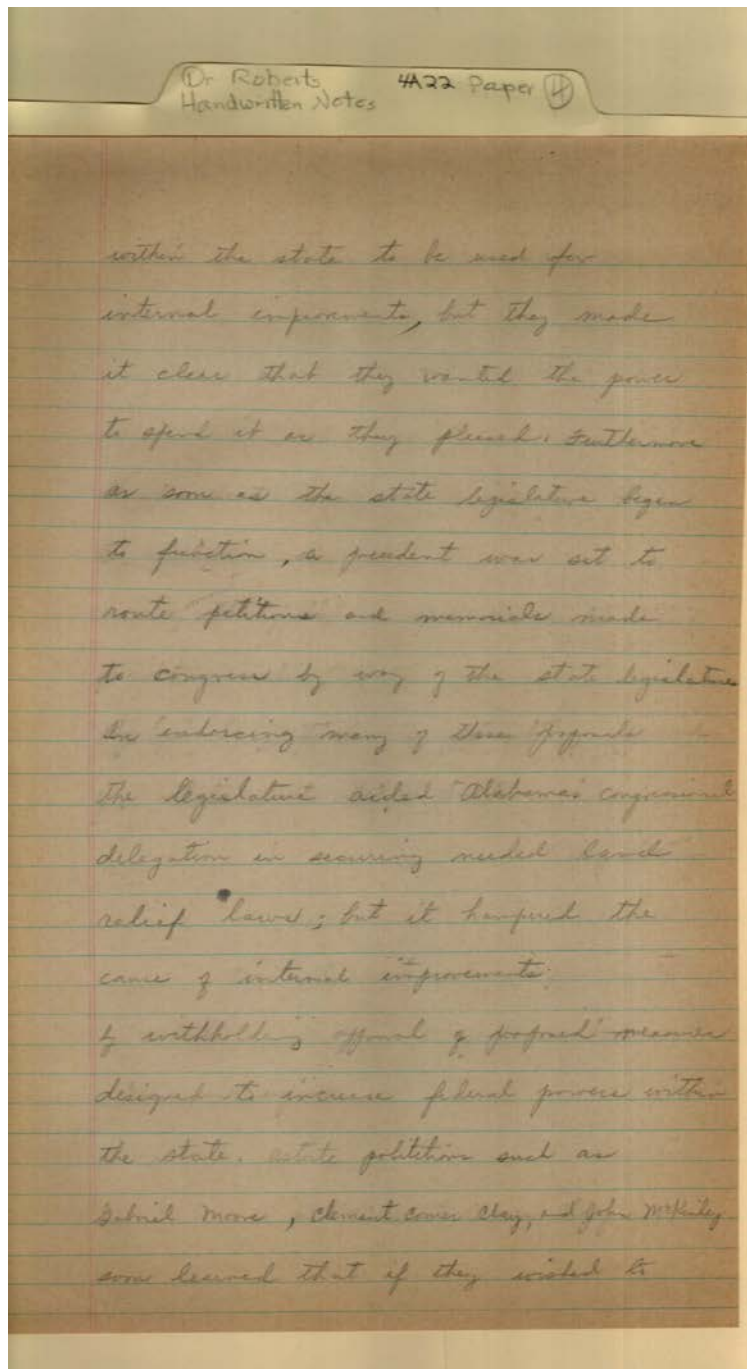 Dr Roberts 4A22 Paper 4
Handwritten Notes
within the state to be used for
internal improvements, but they made
it clear that they wanted the power
to spend it as they pleased. Furthermore
as soon as the state legislature began
to function, a precedent was set to
route petitions and memorials made
to congress by way of the state legislature
In endorcing many of these proposals
the legislature aided Alabama's congressional
delegation in securing needed land
relief laws; but it hampered the
cause of internal improvements
by withholding approval of proposed measures
designed to increase federal powers within
the state. astute politicians such as
Gabriel Moore, Clement Comer Clay, and John McKinley
soon learned that if they wished to